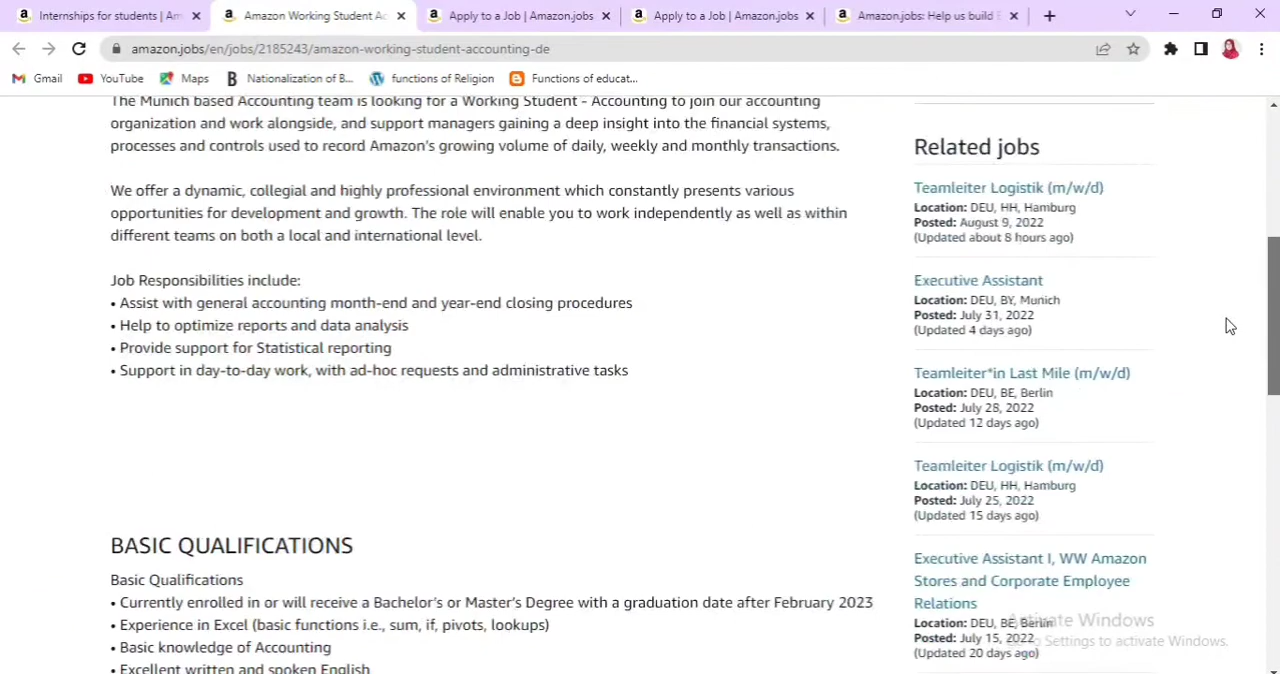 Internships for students | Am
Amazon Working Student Ac
Apply to a Job | Amazon.jobs
Apply to a Job | Amazon.jobs
Amazon.jobs: Help us build E
amazon.jobs/en/jobs/2185243/amazon-working-student-accounting-de
Gmail
YouTube
Maps
Nationalization of B...
functions of Religion
Functions of educat...
The Munich based Accounting team is looking for a Working Student - Accounting to join our accounting
organization and work alongside, and support managers gaining a deep insight into the financial systems,
processes and controls used to record Amazon's growing volume of daily, weekly and monthly transactions.
We offer a dynamic, collegial and highly professional environment which constantly presents various
opportunities for development and growth. The role will enable you to work independently as well as within
different teams on both a local and international level.
Job Responsibilities include:
• Assist with general accounting month-end and year-end closing procedures
• Help to optimize reports and data analysis
• Provide support for Statistical reporting
• Support in day-to-day work, with ad-hoc requests and administrative tasks
BASIC QUALIFICATIONS
Basic Qualifications
• Currently enrolled in or will receive a Bachelor's or Master's Degree with a graduation date after February 2023
• Experience in Excel (basic functions i.e., sum, if, pivots, lookups)
• Basic knowledge of Accounting
• Excellent written and spoken English
Related jobs
Teamleiter Logistik (m/w/d)
Location: DEU, HH, Hamburg
Posted: August 9, 2022
(Updated about 8 hours ago)
Executive Assistant
Location: DEU, BY, Munich
Posted: July 31, 2022
(Updated 4 days ago)
Teamleiter*in Last Mile (m/w/d)
Location: DEU, BE, Berlin
Posted: July 28, 2022
(Updated 12 days ago)
Teamleiter Logistik (m/w/d)
Location: DEU, HH, Hamburg
Posted: July 25, 2022
(Updated 15 days ago)
Executive Assistant I, WW Amazon
Stores and Corporate Employee
Relations
Location: DEU, BE, Berlin
Posted: July 15, 2022
(Updated 20 days ago)
Activate Windows
Go to Settings to activate Windows.